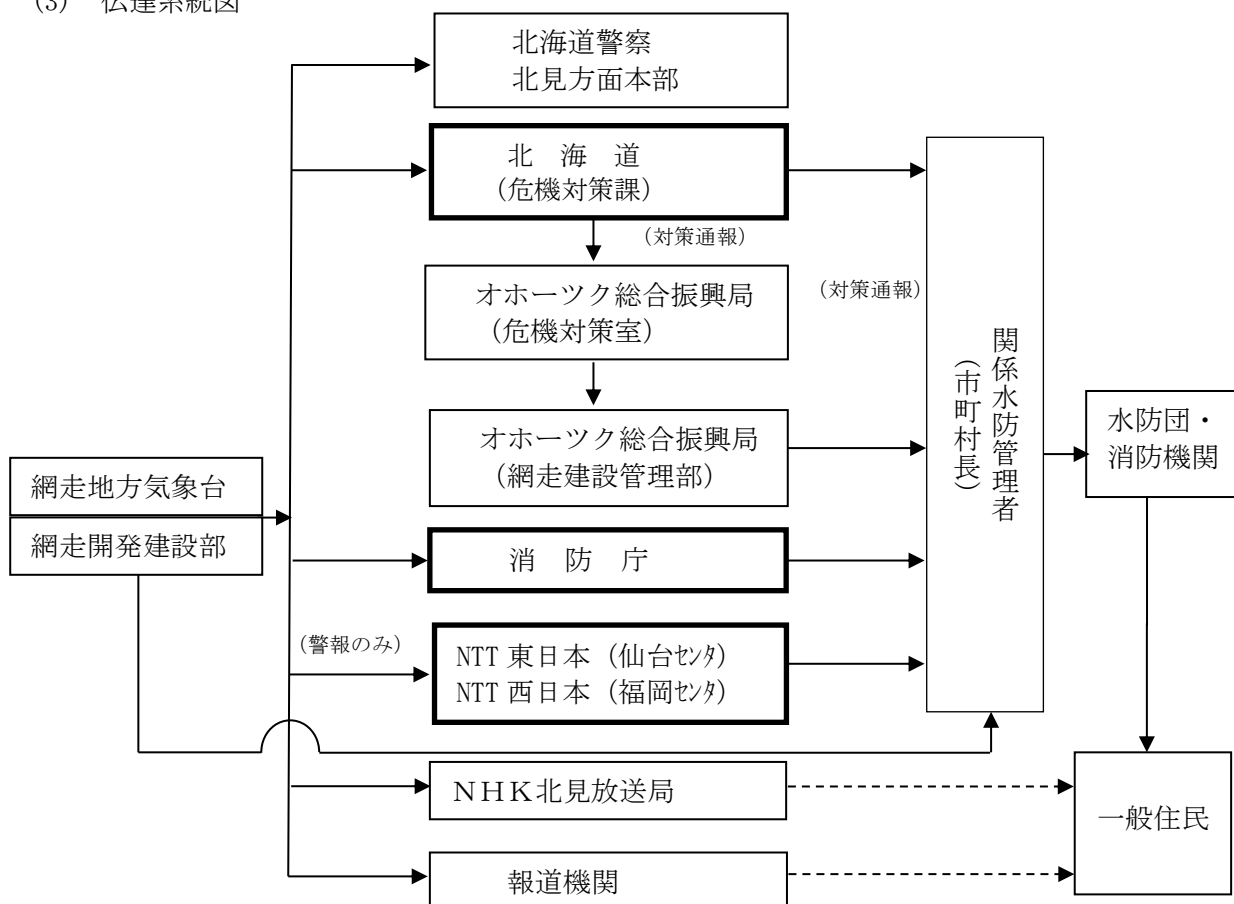 (3) 伝達系統図
北海道警察
北見方面本部
北 海 道
(危機対策課)
(対策通報)
オホーツク総合振興局
(危機対策室)
(対策通報)
オホーツク総合振興局
(網走建設管理部)
網走地方気象台
網走開発建設部
消 防 庁
(警報のみ)
NTT 東日本（仙台ｾﾝﾀ）
NTT 西日本（福岡ｾﾝﾀ）
ＮＨＫ北見放送局
報道機関
関係水防管理者
(市町村長)
水防団・
消防機関
一般住民